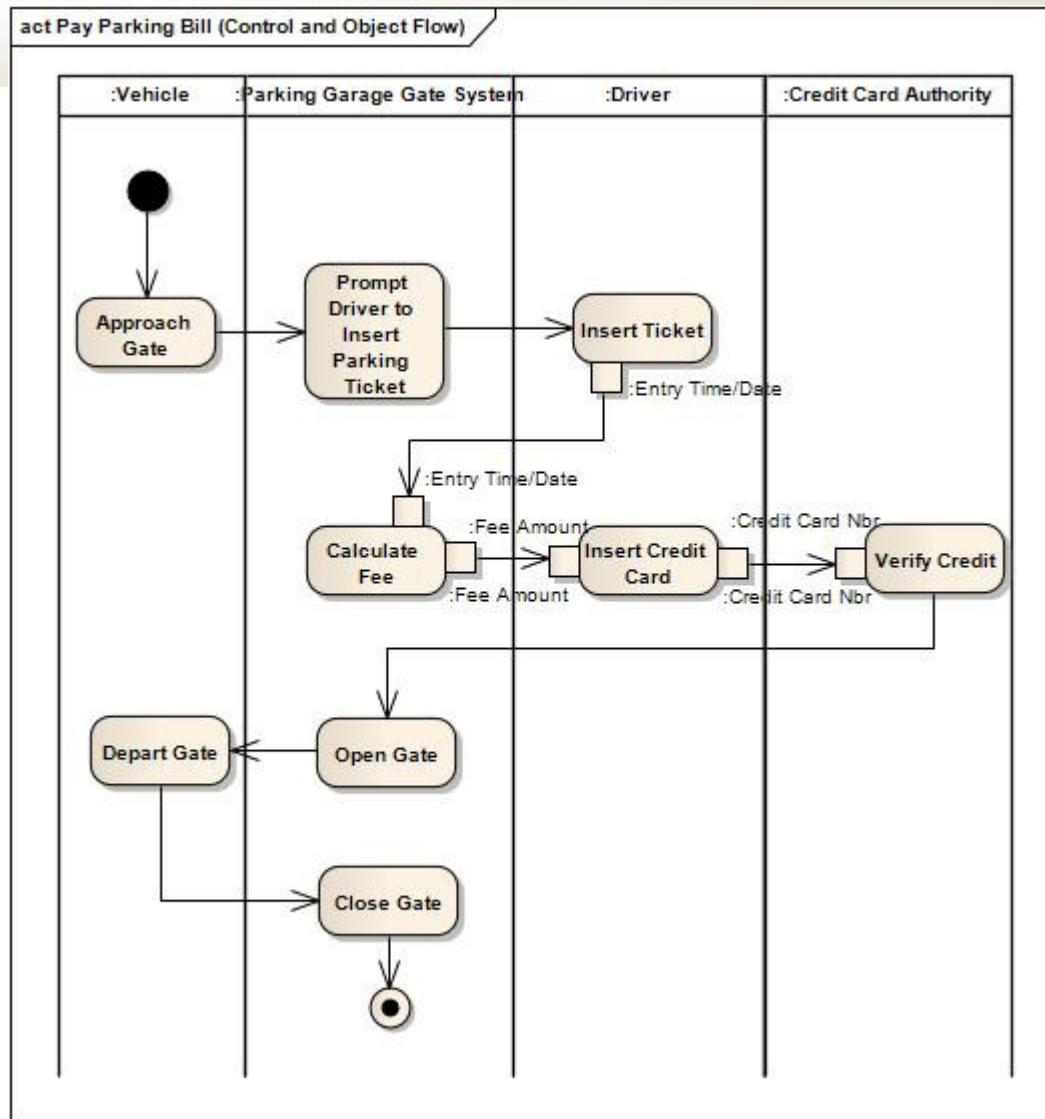 act Pay Parking Bill (Control and Object Flow)
:Vehicle
:Parking Garage Gate System
:Driver
:Credit Card Authority
Approach
Gate
Prompt
Driver to
Insert
Parking
Ticket
Insert Ticket
:Entry Time/Date
:Entry Time/Date
Calculate
Fee
:Fee Amount
:Fee Amount
Insert Credit
Card
:Credit Card Nbr
:Credit Card Nbr
Verify Credit
Depart Gate
Open Gate
Close Gate